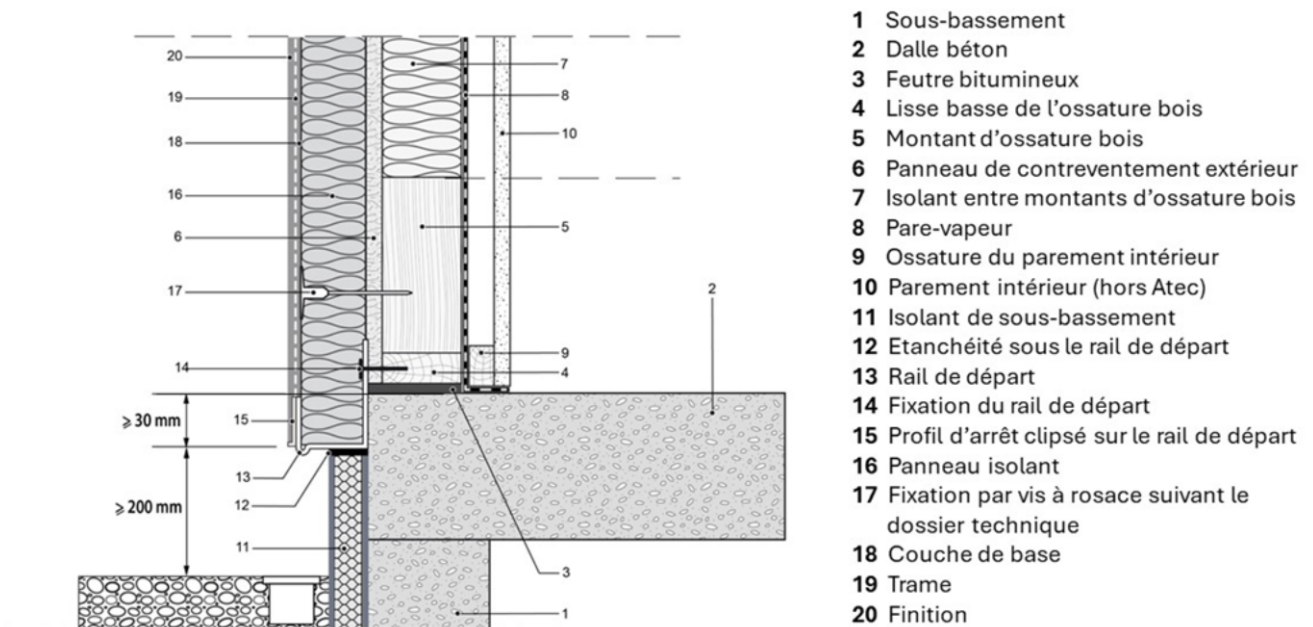 20
19
18
16
6
17
14
≥ 30 mm
15
13
≥ 200 mm
12
11
7
8
10
5
2
9
4
3
1
1 Sous-bassement
2 Dalle béton
3 Feutre bitumineux
4 Lisse basse de l'ossature bois
5 Montant d'ossature bois
6 Panneau de contreventement extérieur
7 Isolant entre montants d'ossature bois
8 Pare-vapeur
9 Ossature du parement intérieur
10 Parement intérieur (hors Atec)
11 Isolant de sous-bassement
12 Etanchéité sous le rail de départ
13 Rail de départ
14 Fixation du rail de départ
15 Profil d'arrêt clipsé sur le rail de départ
16 Panneau isolant
17 Fixation par vis à rosace suivant le
dossier technique
18 Couche de base
19 Trame
20 Finition